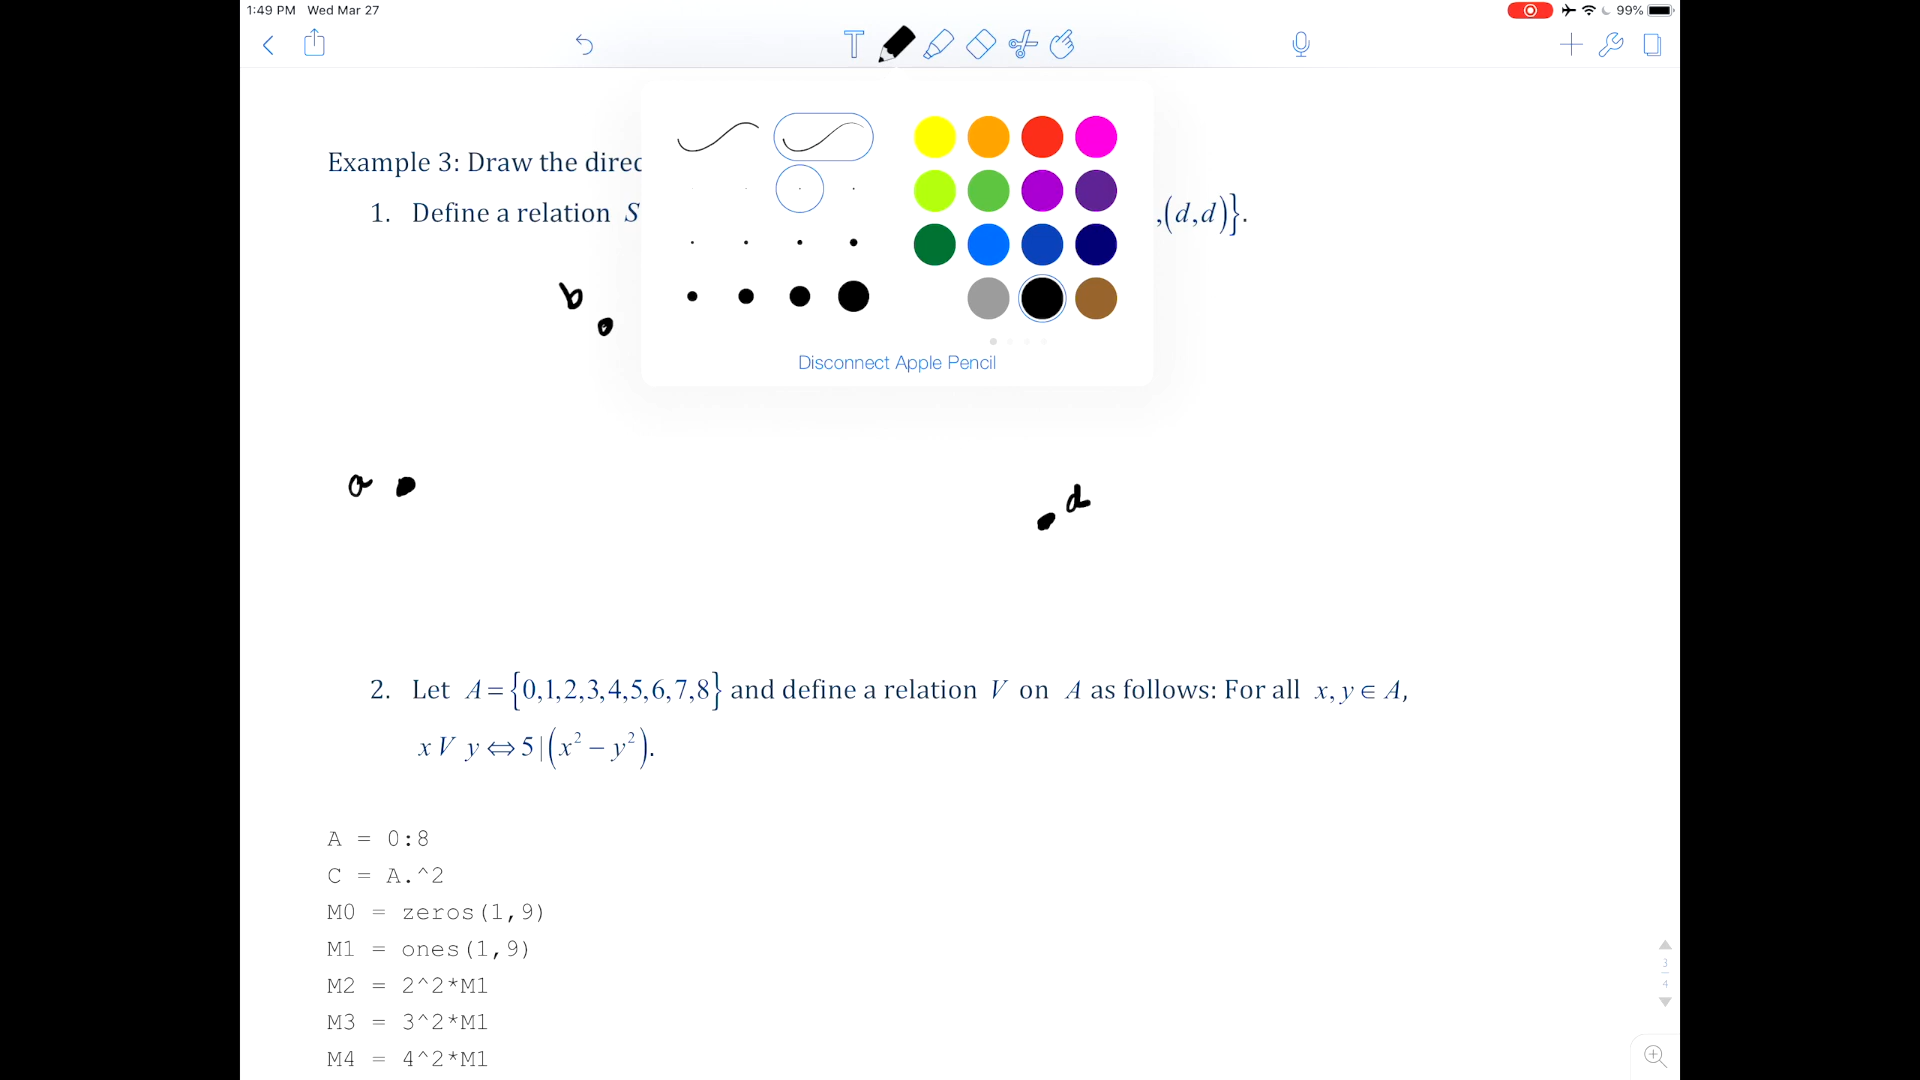 1:49 PM Wed Mar 27
99%
T
Example 3: Draw the direc
1. Define a relation S ,(d,d)}.
b
Disconnect Apple Pencil
a
d
2. Let A={0,1,2,3,4,5,6,7,8} and define a relation V on A as follows: For all x,y∈A,
x V y⇔5|(x²−y²).
A = 0:8
C = A.^2
M0 = zeros(1,9)
M1 = ones(1,9)
M2 = 2^2*M1
M3 = 3^2*M1
M4 = 4^2*M1
3
4